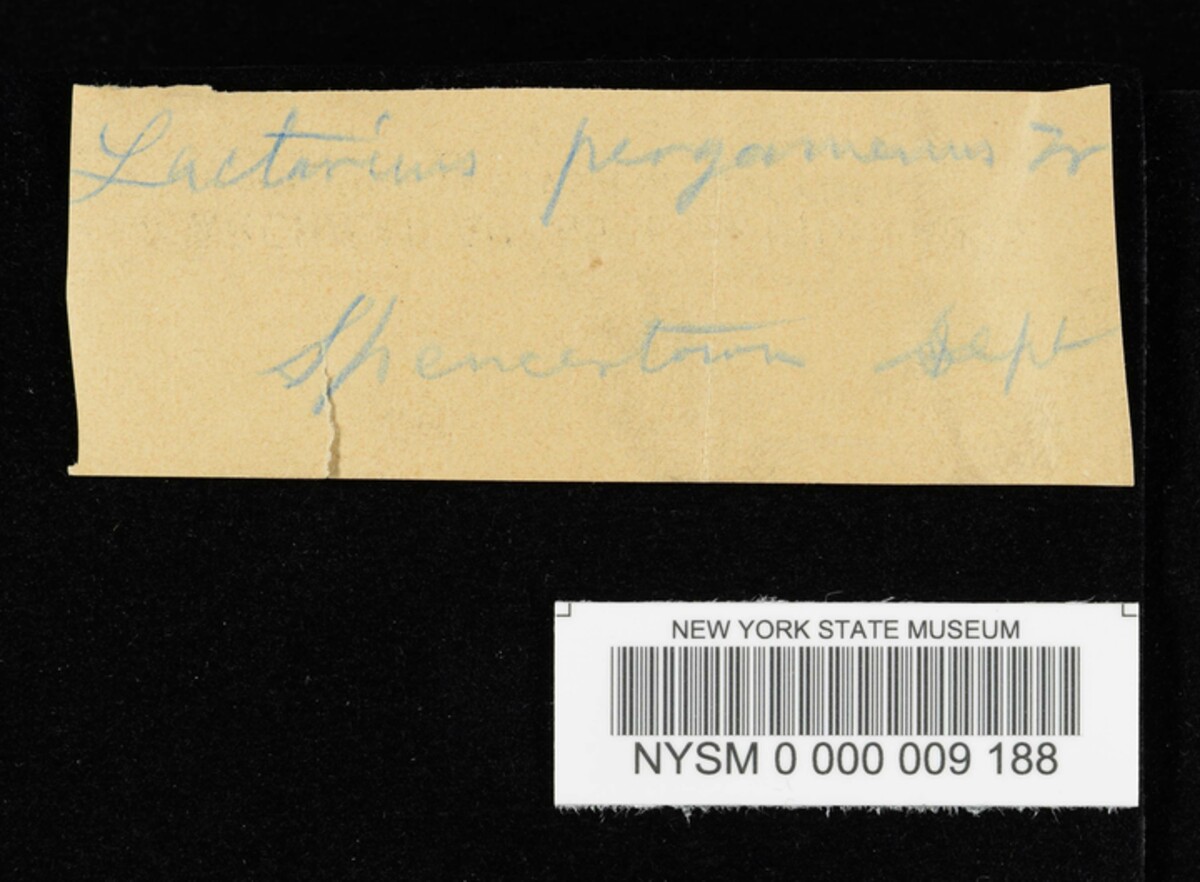 Lactarius pergamenus Fr
Spencertown Sept
NEW YORK STATE MUSEUM
NYSM 0 000 009 188